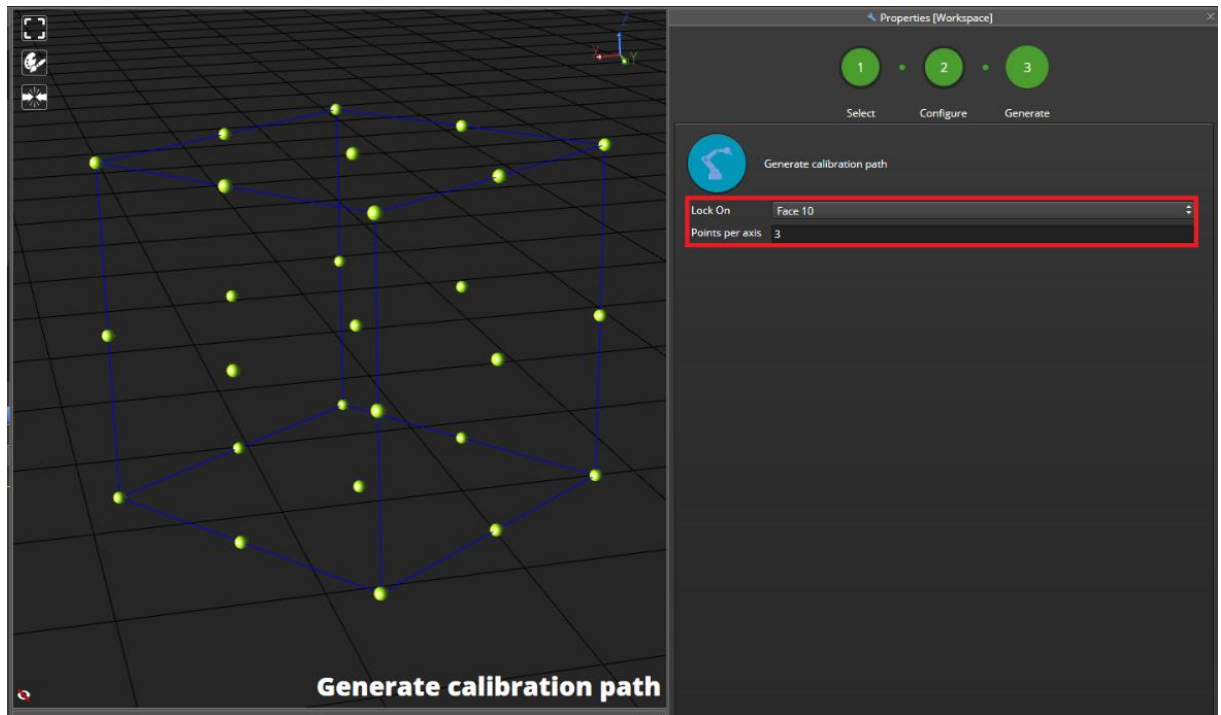 Properties [Workspace]
1
2
3
Select
Configure
Generate
Generate calibration path
Lock On
Face 10
Points per axis
3
Z
X
Y
Generate calibration path